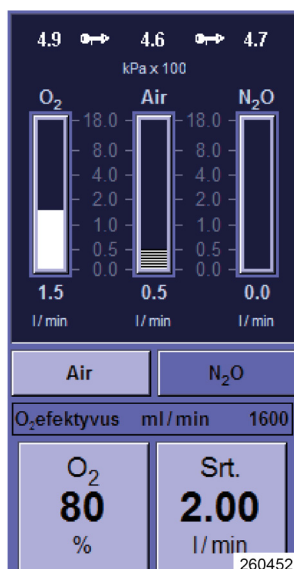 4.9 4.6 4.7
kPa x 100
O₂ Air N₂O
18.0 18.0
8.0 8.0
4.0 4.0
2.0 2.0
1.0 1.0
0.5 0.5
0.0 0.0
1.5 0.5 0.0
l/min l/min l/min
Air N₂O
O₂efektyvus ml/min 1600
O₂ Srt.
80 2.00
% l/min
260452